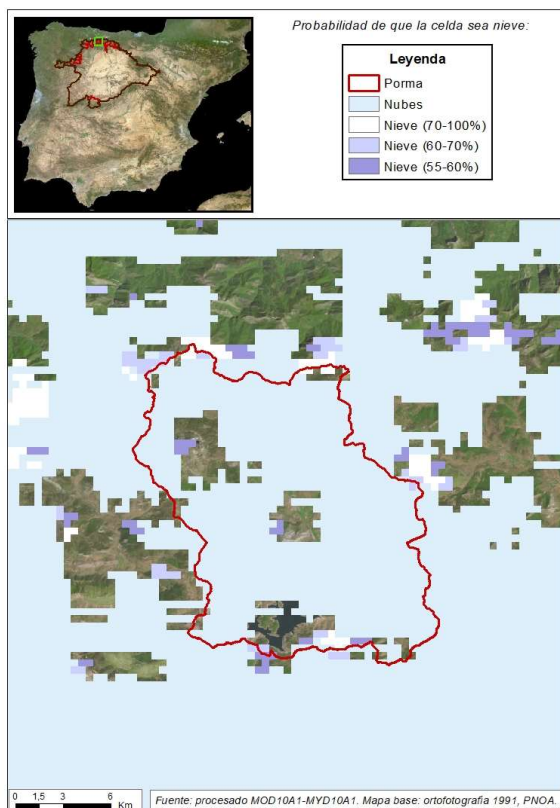 Probabilidad de que la celda sea nieve:
Leyenda
Porma
Nubes
Nieve (70-100%)
Nieve (60-70%)
Nieve (55-60%)
0 1,5 3 6
Km
Fuente: procesado MOD10A1-MYD10A1. Mapa base: ortofotografía 1991, PNOA